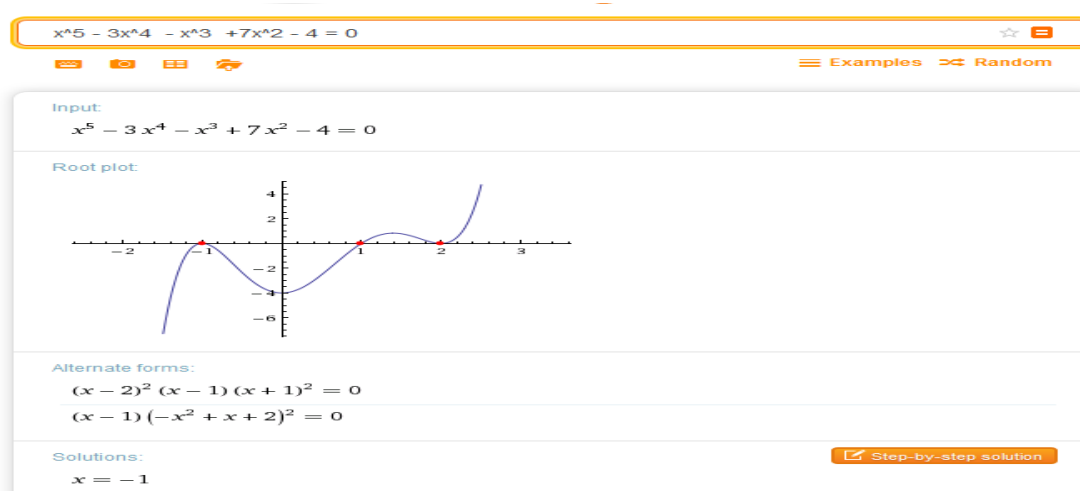 x^5 - 3x^4 - x^3 +7x^2 - 4 = 0
Examples Random
Input:
x⁵ − 3 x⁴ − x³ + 7 x² − 4 = 0
Root plot:
4
2
−2 −1 1 2 3
−2
−4
−6
Alternate forms:
(x − 2)² (x − 1) (x + 1)² = 0
(x − 1) (−x² + x + 2)² = 0
Solutions:
Step-by-step solution
x = −1